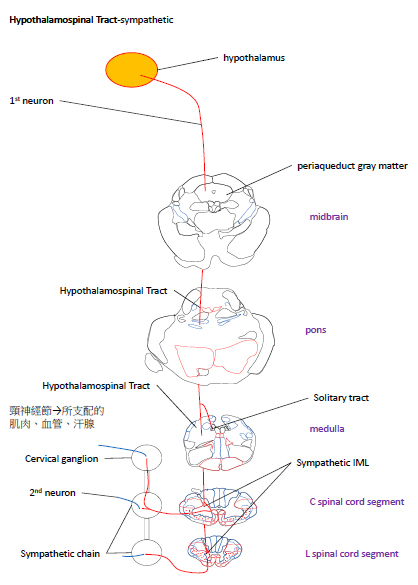 Hypothalamospinal Tract-sympathetic
hypothalamus
1st neuron
periaqueduct gray matter
midbrain
Hypothalamospinal Tract
pons
Hypothalamospinal Tract
Solitary tract
頸神經節→所支配的
肌肉、血管、汗腺
medulla
Cervical ganglion
Sympathetic IML
2nd neuron
C spinal cord segment
Sympathetic chain
L spinal cord segment